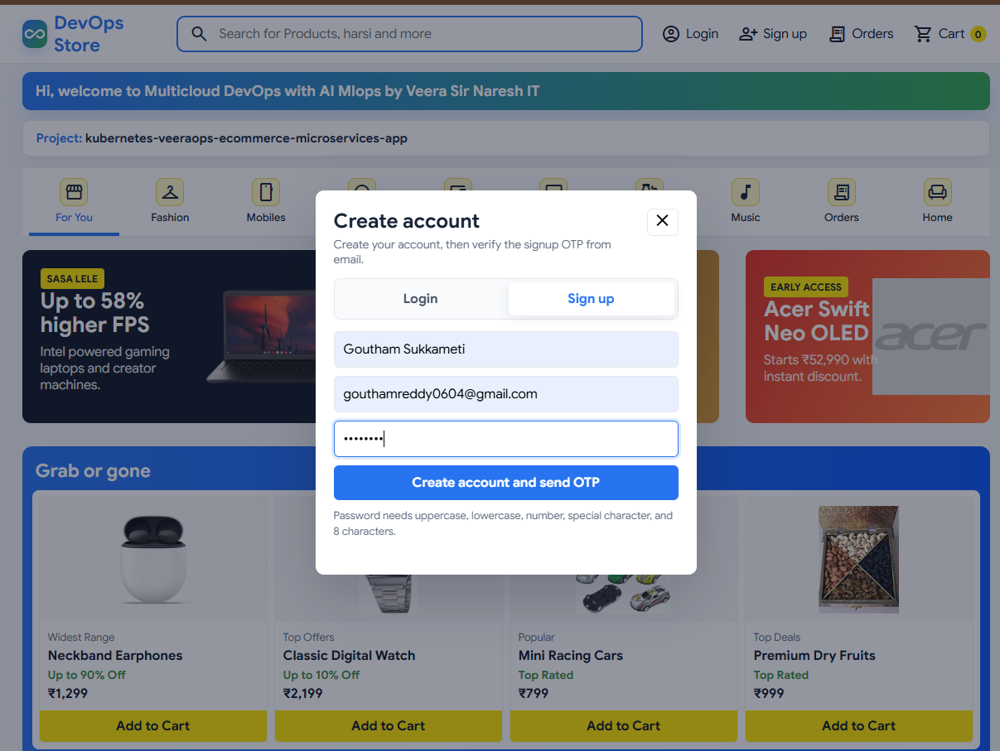 DevOps
Store
Search for Products, harsi and more
Login
Sign up
Orders
Cart 0
Hi, welcome to Multicloud DevOps with AI Mlops by Veera Sir Naresh IT
Project: kubernetes-veeraops-ecommerce-microservices-app
For You
Fashion
Mobiles
Music
Orders
Home
Create account
Create your account, then verify the signup OTP from
email.
Login
Sign up
Goutham Sukkameti
gouthamreddy0604@gmail.com
••••••••
Create account and send OTP
Password needs uppercase, lowercase, number, special character, and
8 characters.
SASA LELE
Up to 58%
higher FPS
Intel powered gaming
laptops and creator
machines.
EARLY ACCESS
Acer Swift
Neo OLED
Starts ₹52,990 with
instant discount.
acer
Grab or gone
Widest Range
Neckband Earphones
Up to 90% Off
₹1,299
Add to Cart
Top Offers
Classic Digital Watch
Up to 10% Off
₹2,199
Add to Cart
Popular
Mini Racing Cars
Top Rated
₹799
Add to Cart
Top Deals
Premium Dry Fruits
Top Rated
₹999
Add to Cart